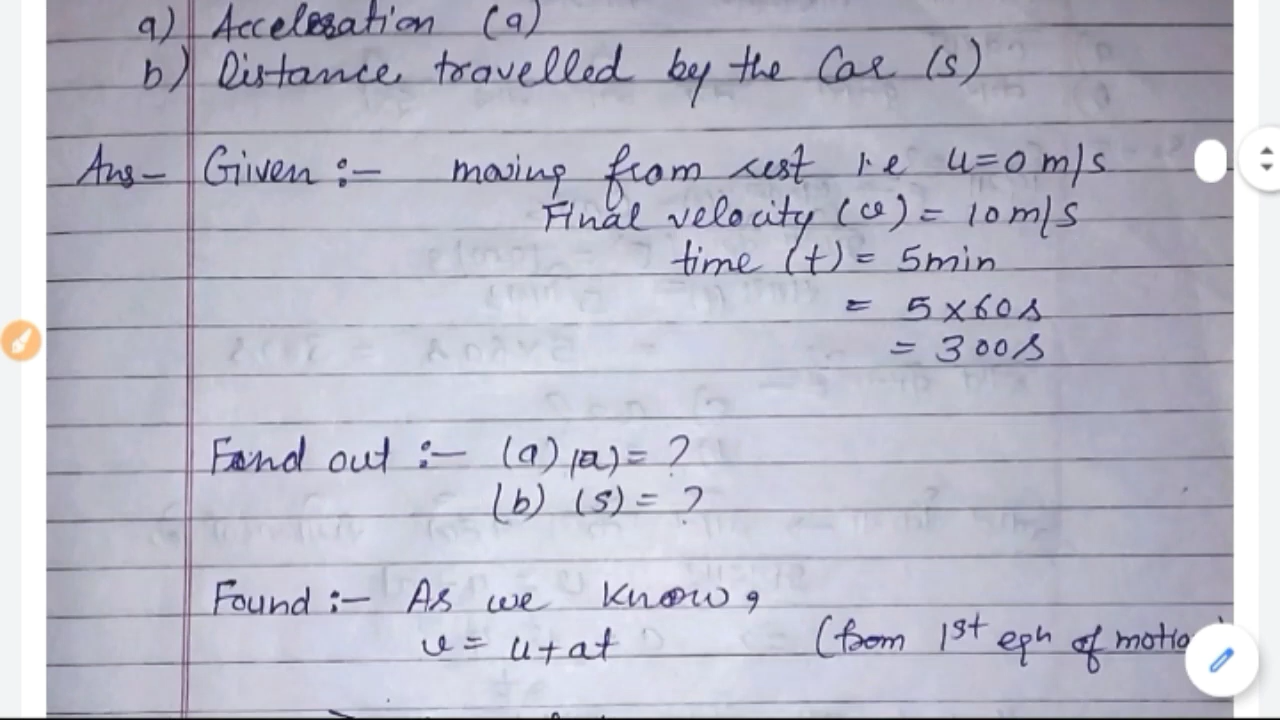 a) Acceleration (a)
b) Distance travelled by the Car (s)
Ans- Given :- moving from rest i.e u=0 m/s
Final velocity (v) = 10m/s
time (t) = 5min
= 5×60s
= 300s
Find out :- (a) (a) = ?
(b) (s) = ?
Found :- As we know,
v = u+at (from 1st eqn of motio